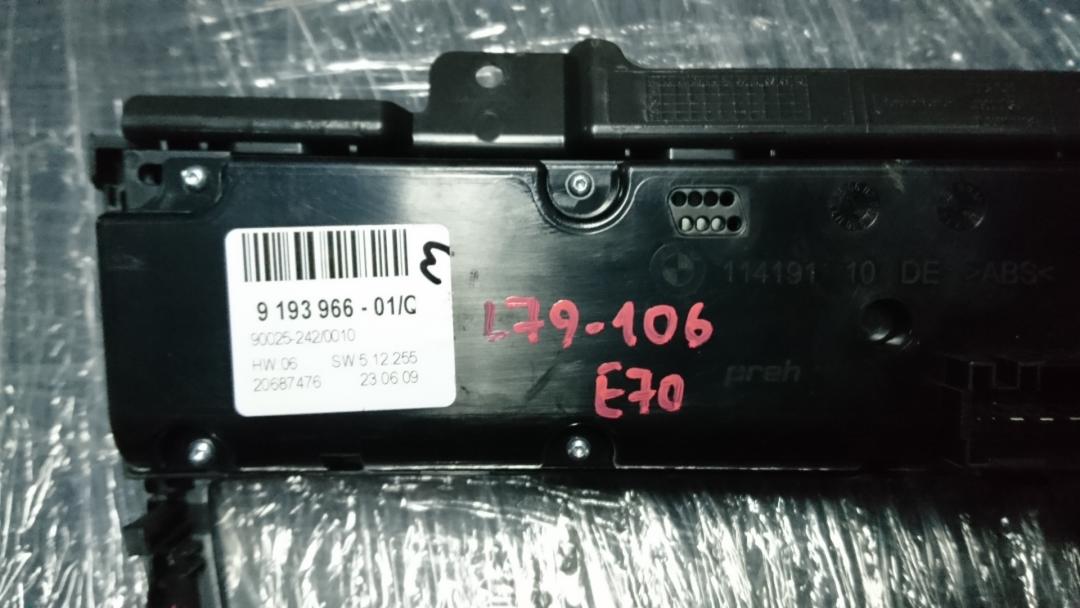 9 193 966 - 01/C
90025-242/0010
HW 06 SW 5.12.255
20687476 23.06.09
L79-106
E70
114191 10 DE >ABS<
preh